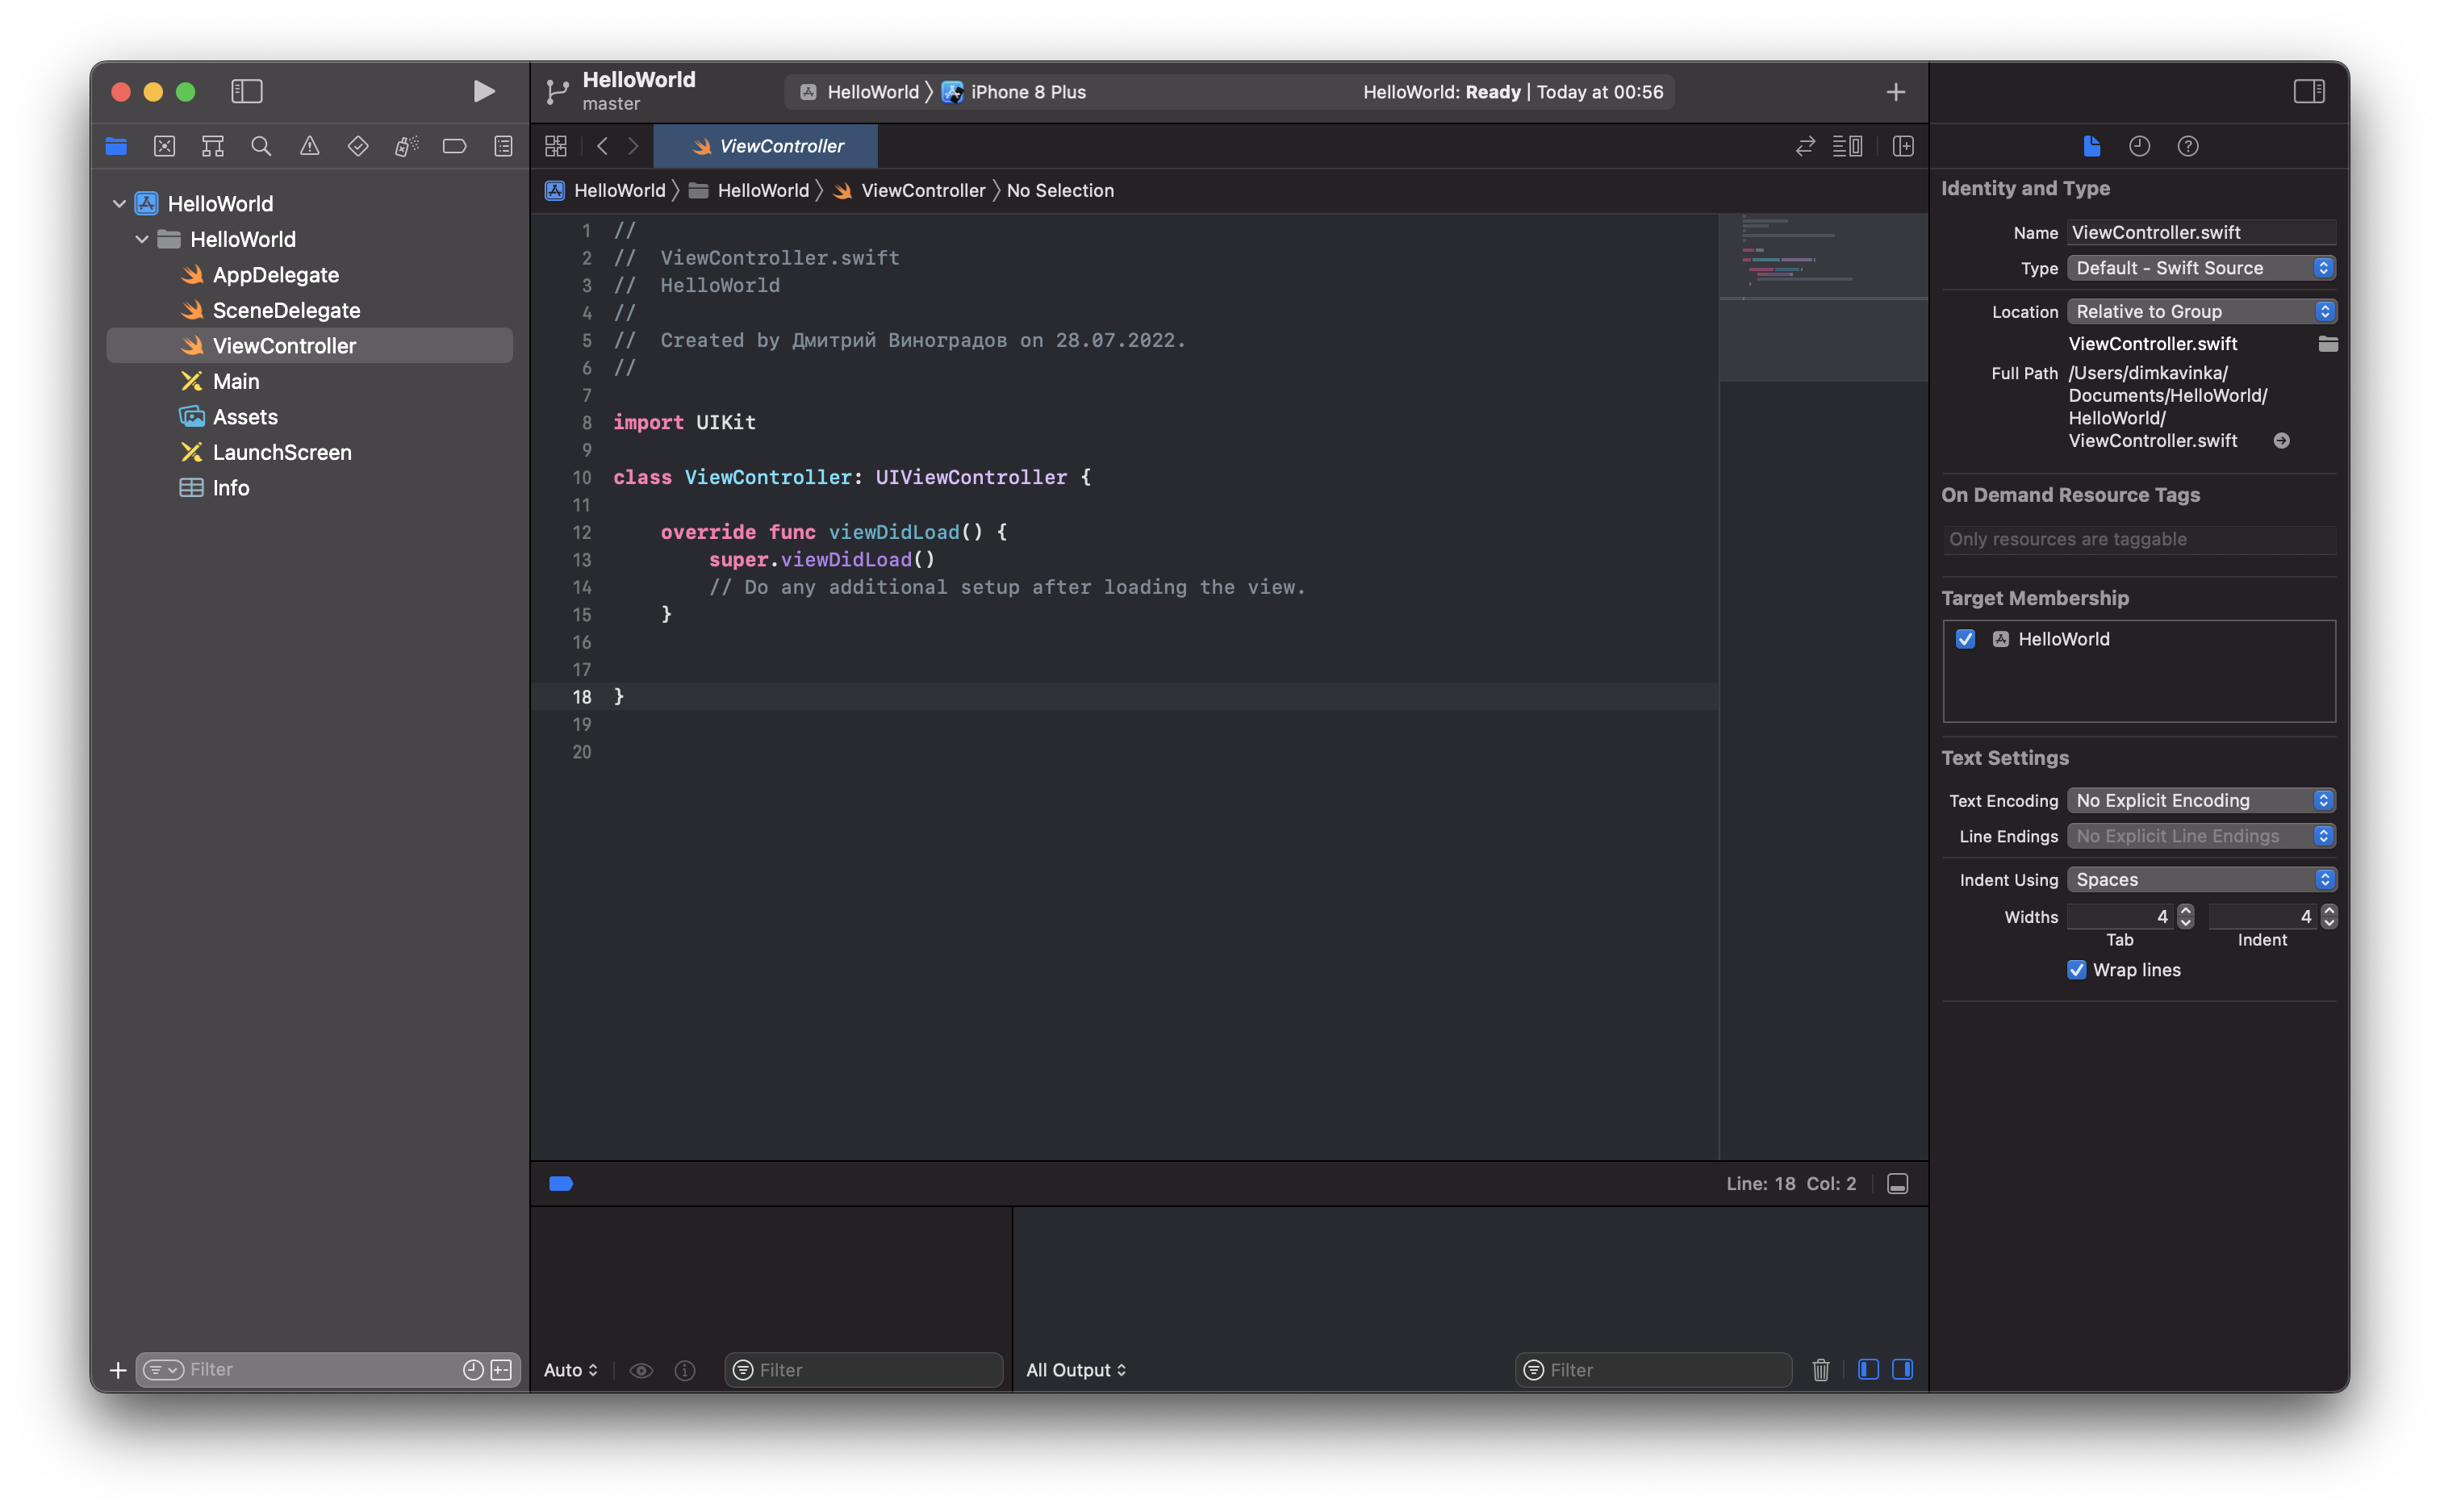 HelloWorld
master
HelloWorld
iPhone 8 Plus
HelloWorld: Ready | Today at 00:56
ViewController
HelloWorld
HelloWorld
AppDelegate
SceneDelegate
ViewController
Main
Assets
LaunchScreen
Info
Filter
HelloWorld
HelloWorld
ViewController
No Selection
1 //
2 //  ViewController.swift
3 //  HelloWorld
4 //
5 //  Created by Дмитрий Виноградов on 28.07.2022.
6 //
7
8 import UIKit
9
10 class ViewController: UIViewController {
11
12     override func viewDidLoad() {
13         super.viewDidLoad()
14         // Do any additional setup after loading the view.
15     }
16
17
18 }
19
20
Line: 18 Col: 2
Auto
Filter
All Output
Filter
Identity and Type
Name ViewController.swift
Type Default - Swift Source
Location Relative to Group
ViewController.swift
Full Path /Users/dimkavinka/
Documents/HelloWorld/
HelloWorld/
ViewController.swift
On Demand Resource Tags
Only resources are taggable
Target Membership
HelloWorld
Text Settings
Text Encoding No Explicit Encoding
Line Endings No Explicit Line Endings
Indent Using Spaces
Widths 4 4
Tab Indent
Wrap lines